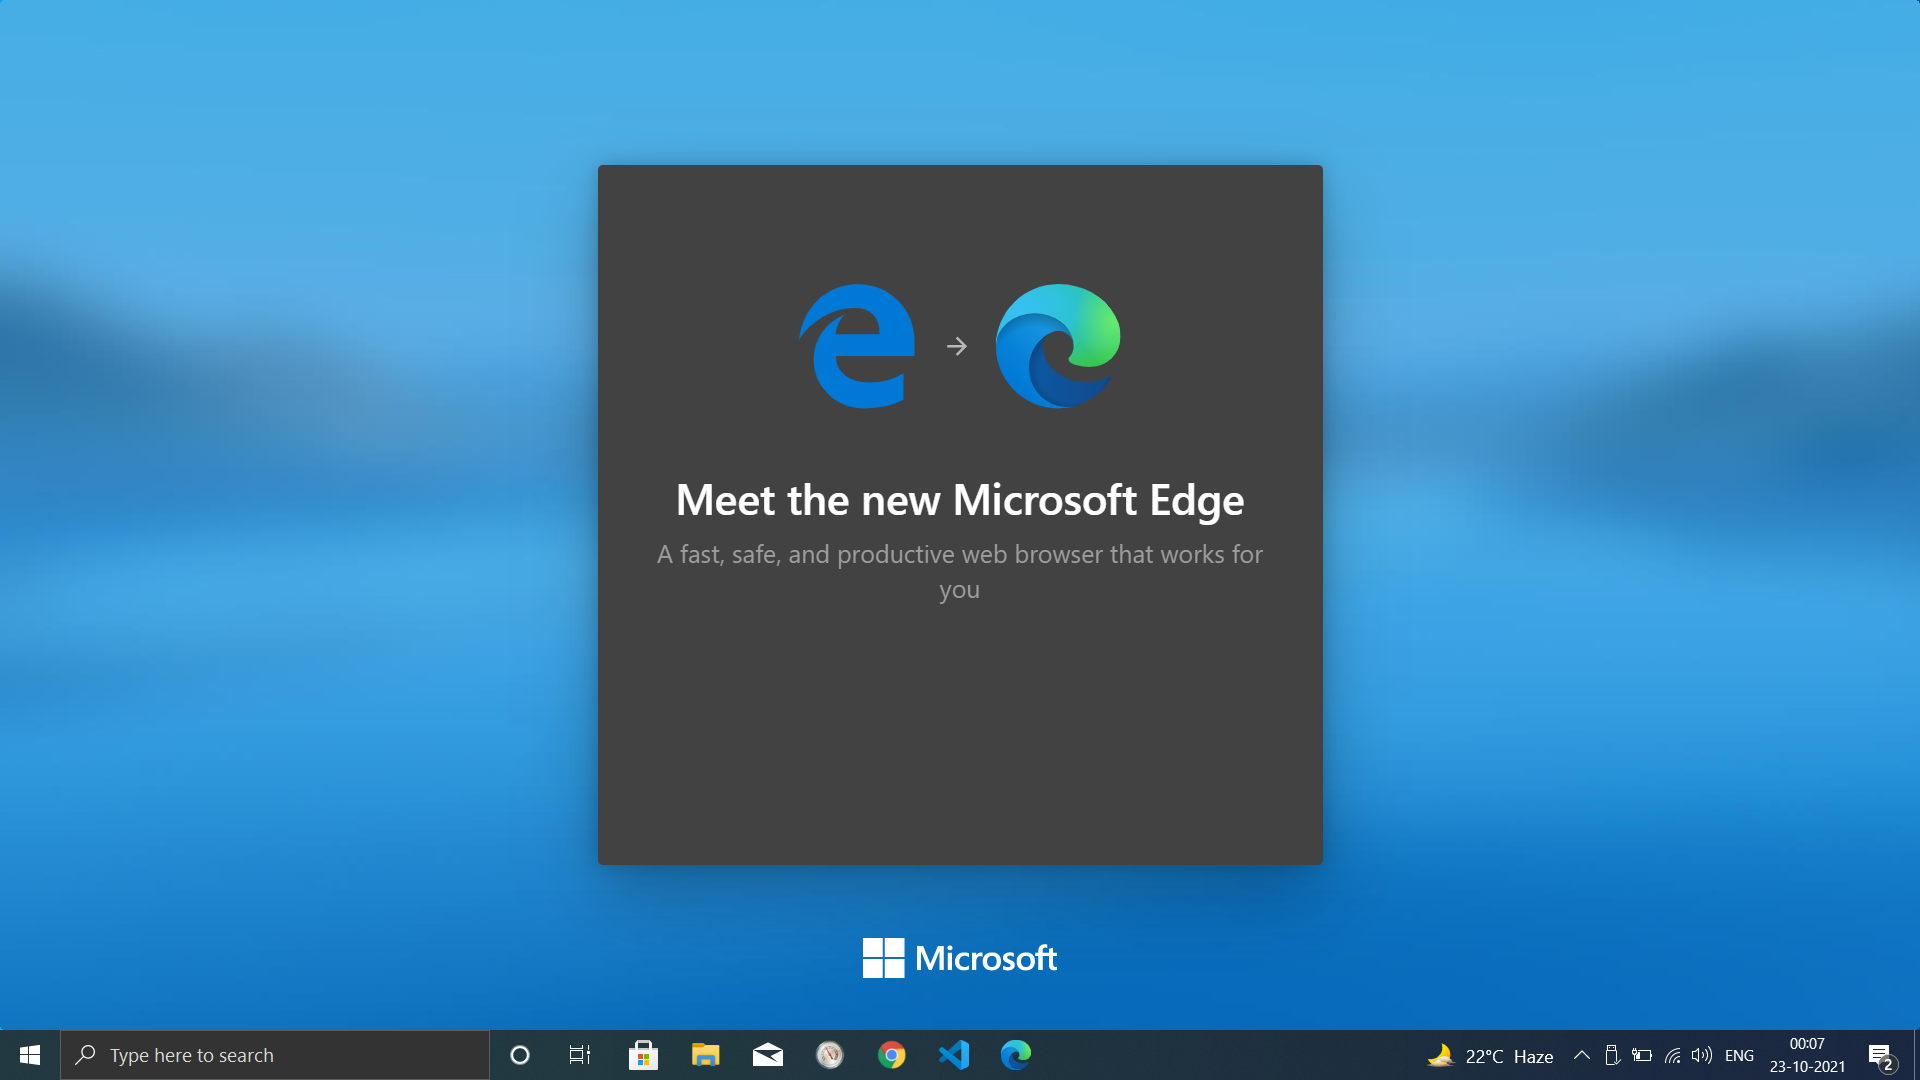 Meet the new Microsoft Edge
A fast, safe, and productive web browser that works for
you
Microsoft
Type here to search
22°C Haze
ENG
00:07
23-10-2021
2